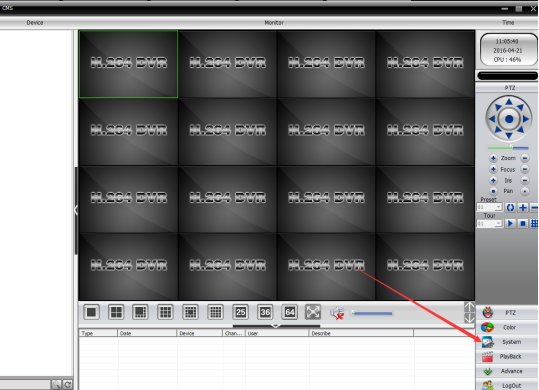 CMS
Device
Monitor
Time
11:05:40
2016-04-21
CPU : 46%
H.264 DVR H.264 DVR H.264 DVR H.264 DVR
H.264 DVR H.264 DVR H.264 DVR H.264 DVR
H.264 DVR H.264 DVR H.264 DVR H.264 DVR
H.264 DVR H.264 DVR H.264 DVR H.264 DVR
PTZ
Zoom
Focus
Iris
Pan
Preset
01
Tour
01
25 36 64
Type Date Device Chan... User Describe
PTZ
Color
System
PlayBack
Advance
LogOut